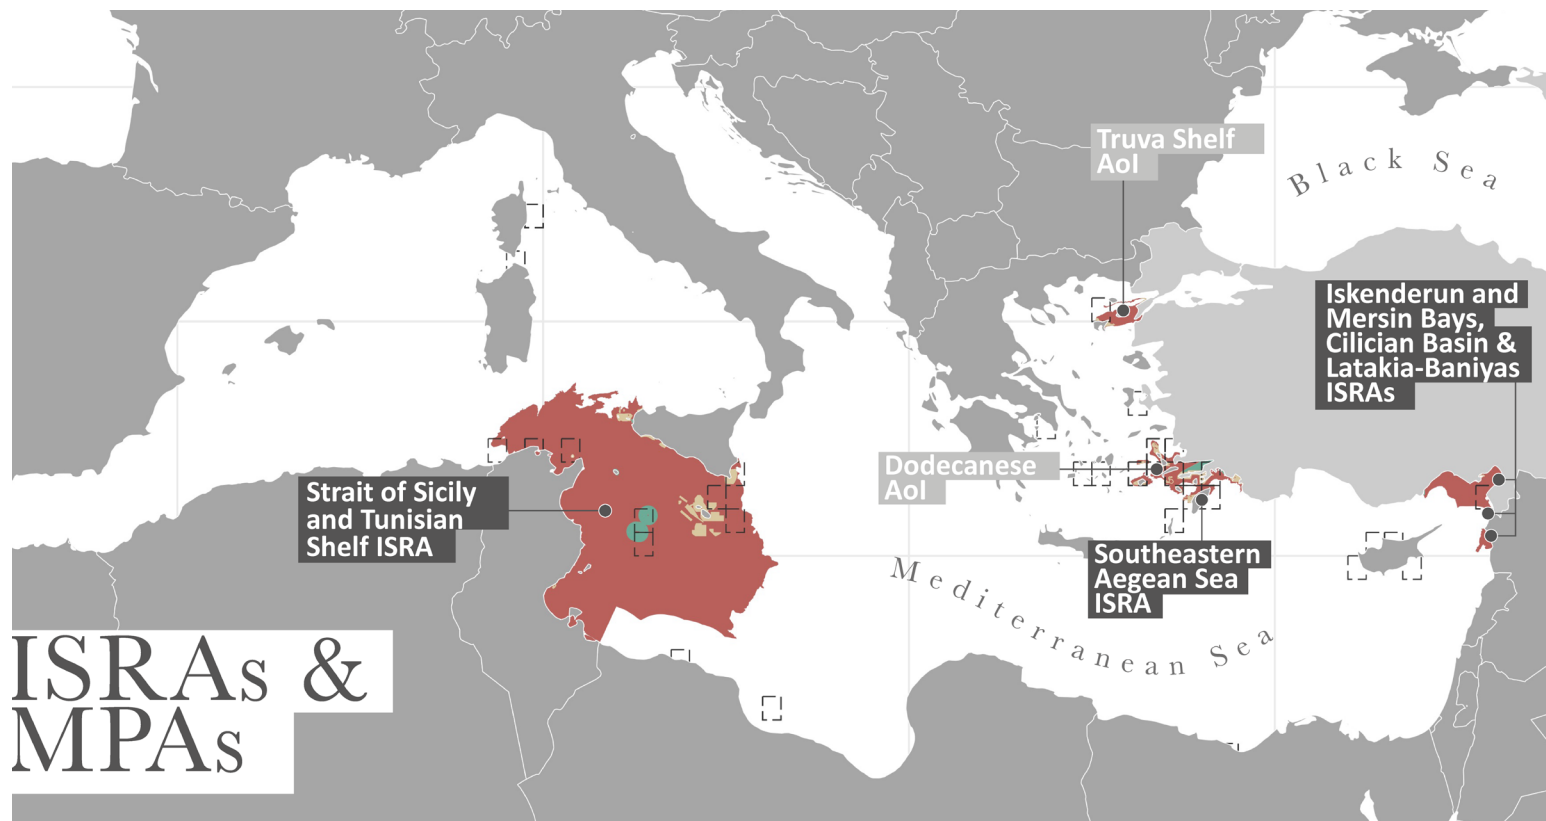 Truva Shelf
AoI
Black Sea
Iskenderun and
Mersin Bays,
Cilician Basin &
Latakia-Baniyas
ISRAs
Dodecanese
AoI
Strait of Sicily
and Tunisian
Shelf ISRA
Southeastern
Aegean Sea
ISRA
Mediterranean Sea
ISRAs &
MPAs